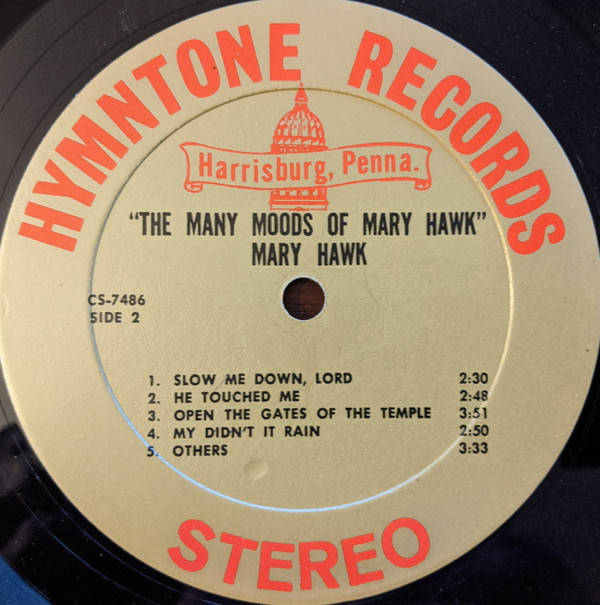 HYMNTONE RECORDS
Harrisburg, Penna.
"THE MANY MOODS OF MARY HAWK"
MARY HAWK
CS-7486
SIDE 2
1. SLOW ME DOWN, LORD 2:30
2. HE TOUCHED ME 2:48
3. OPEN THE GATES OF THE TEMPLE 3:51
4. MY DIDN'T IT RAIN 2:50
5. OTHERS 3:33
STEREO